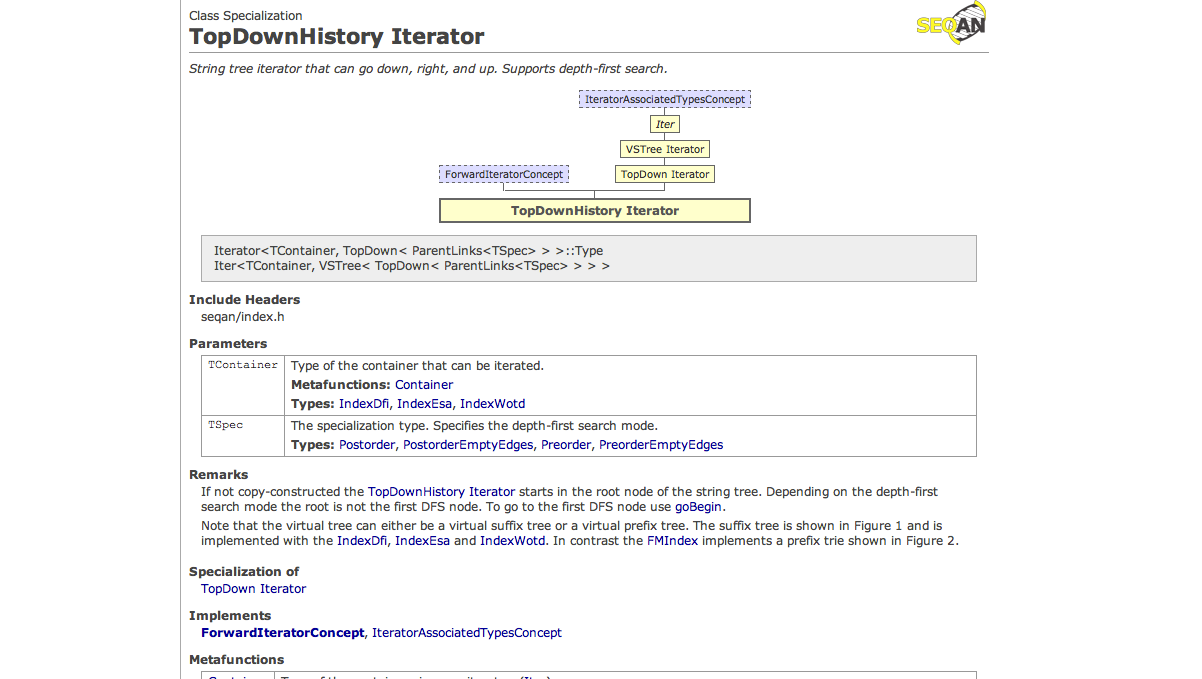 Class Specialization
TopDownHistory Iterator
SEQAN
String tree iterator that can go down, right, and up. Supports depth-first search.
IteratorAssociatedTypesConcept
Iter
VSTree Iterator
ForwardIteratorConcept
TopDown Iterator
TopDownHistory Iterator
Iterator<TContainer, TopDown< ParentLinks<TSpec> > >::Type
Iter<TContainer, VSTree< TopDown< ParentLinks<TSpec> > > >
Include Headers
seqan/index.h
Parameters
TContainer Type of the container that can be iterated.
Metafunctions: Container
Types: IndexDfi, IndexEsa, IndexWotd
TSpec The specialization type. Specifies the depth-first search mode.
Types: Postorder, PostorderEmptyEdges, Preorder, PreorderEmptyEdges
Remarks
If not copy-constructed the TopDownHistory Iterator starts in the root node of the string tree. Depending on the depth-first
search mode the root is not the first DFS node. To go to the first DFS node use goBegin.
Note that the virtual tree can either be a virtual suffix tree or a virtual prefix tree. The suffix tree is shown in Figure 1 and is
implemented with the IndexDfi, IndexEsa and IndexWotd. In contrast the FMIndex implements a prefix trie shown in Figure 2.
Specialization of
TopDown Iterator
Implements
ForwardIteratorConcept, IteratorAssociatedTypesConcept
Metafunctions